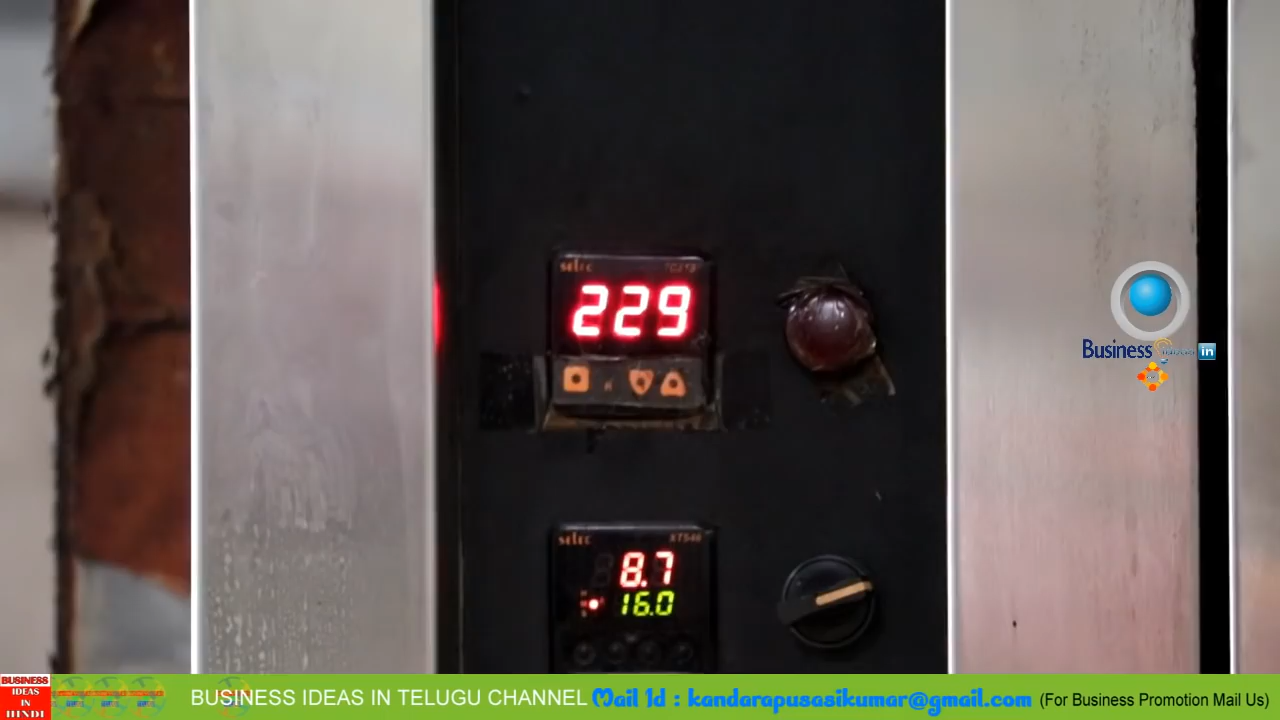 selec
229
Business
in
selec XT546
8.7
16.0
BUSINESS
IDEAS
IN
HINDI
BUSINESS IDEAS IN TELUGU CHANNEL Mail Id : kandarapusasikumar@gmail.com (For Business Promotion Mail Us)